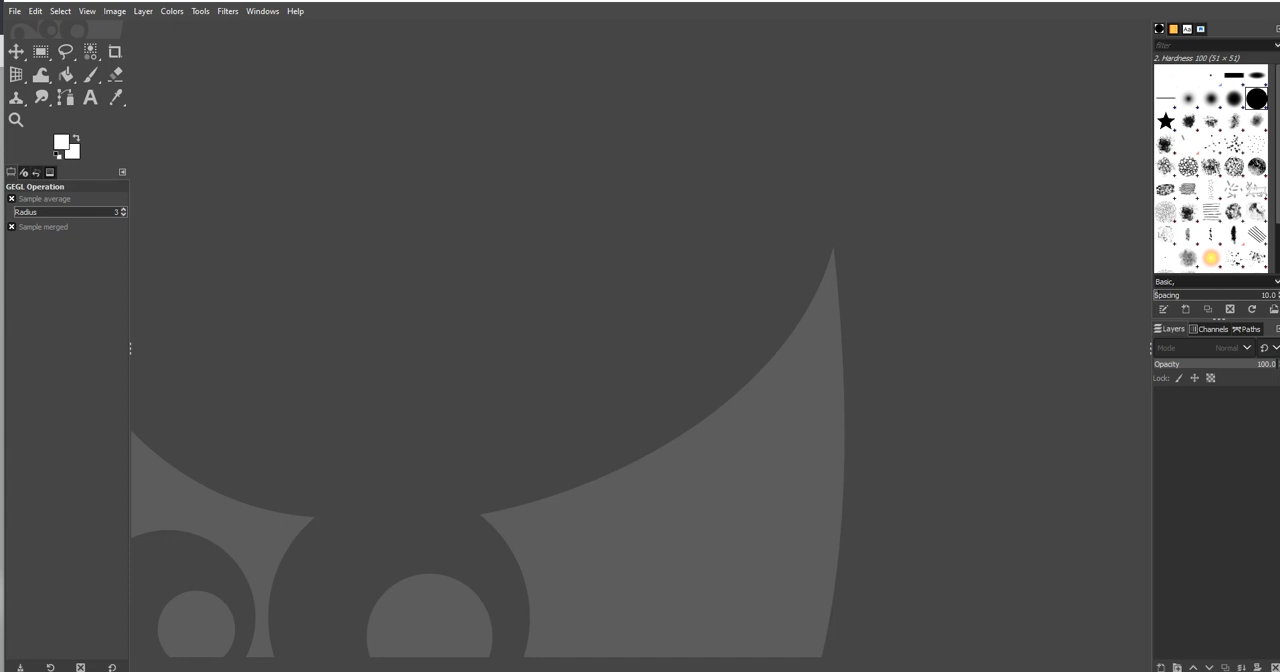 File Edit Select View Image Layer Colors Tools Filters Windows Help
filter
2. Hardness 100 (51 × 51)
GEGL Operation
Sample average
Radius 3
Sample merged
Basic,
Spacing 10.0
Layers Channels Paths
Mode Normal
Opacity 100.0
Lock: